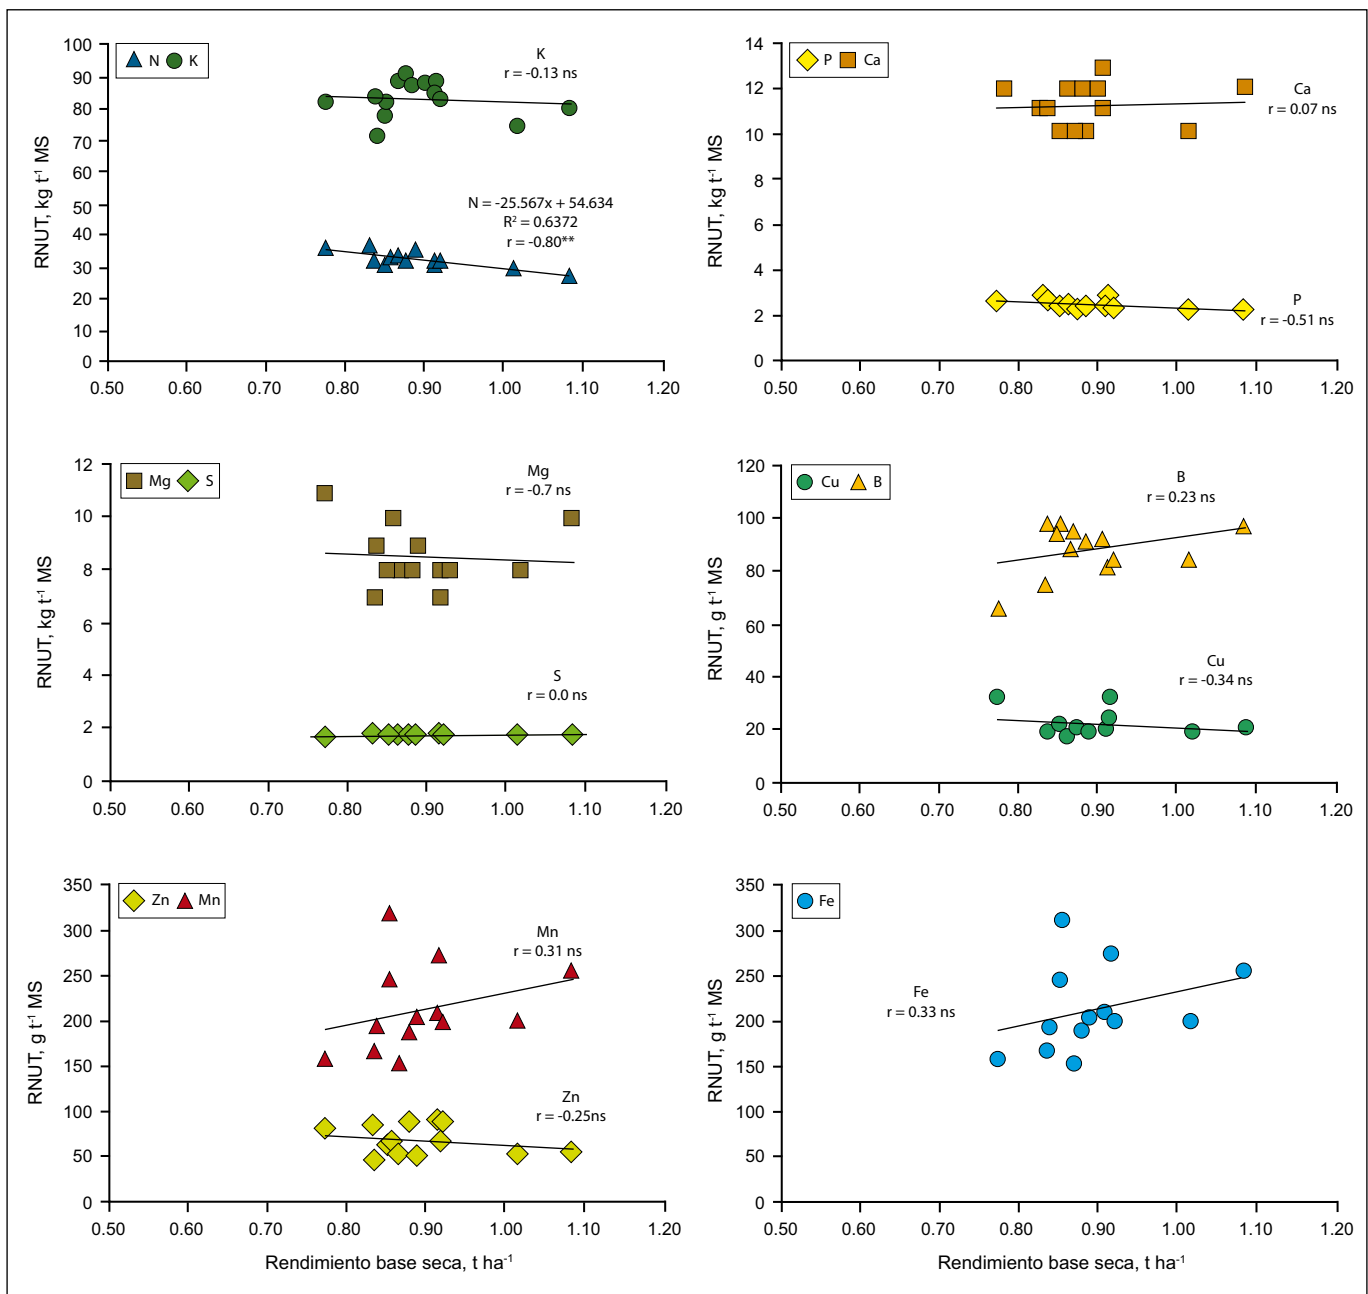 N K
K
r = -0.13 ns
N = -25.567x + 54.634
R² = 0.6372
r = -0.80**
RNUT, kg t⁻¹ MS
100
90
80
70
60
50
40
30
20
10
0
0.50 0.60 0.70 0.80 0.90 1.00 1.10 1.20
P Ca
Ca
r = 0.07 ns
P
r = -0.51 ns
RNUT, kg t⁻¹ MS
14
12
10
8
6
4
2
0
0.50 0.60 0.70 0.80 0.90 1.00 1.10 1.20
Mg S
Mg
r = -0.7 ns
S
r = 0.0 ns
RNUT, kg t⁻¹ MS
12
10
8
6
4
2
0
0.50 0.60 0.70 0.80 0.90 1.00 1.10 1.20
Cu B
B
r = 0.23 ns
Cu
r = -0.34 ns
RNUT, g t⁻¹ MS
120
100
80
60
40
20
0
0.50 0.60 0.70 0.80 0.90 1.00 1.10 1.20
Zn Mn
Mn
r = 0.31 ns
Zn
r = -0.25ns
RNUT, g t⁻¹ MS
350
300
250
200
150
100
50
0
0.50 0.60 0.70 0.80 0.90 1.00 1.10 1.20
Rendimiento base seca, t ha⁻¹
Fe
Fe
r = 0.33 ns
RNUT, g t⁻¹ MS
350
300
250
200
150
100
50
0
0.50 0.60 0.70 0.80 0.90 1.00 1.10 1.20
Rendimiento base seca, t ha⁻¹